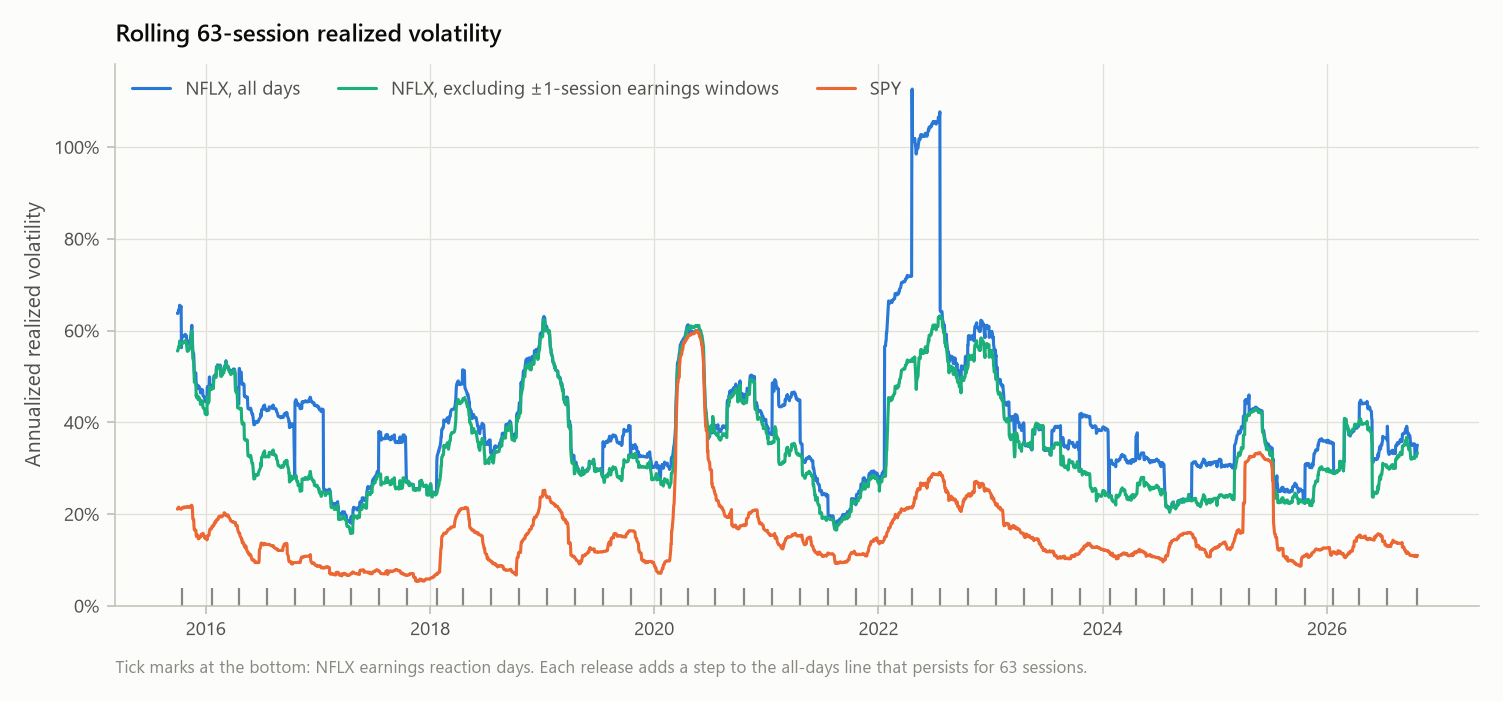 Rolling 63-session realized volatility
NFLX, all days
NFLX, excluding ±1-session earnings windows
SPY
Annualized realized volatility
100%
80%
60%
40%
20%
0%
2016
2018
2020
2022
2024
2026
Tick marks at the bottom: NFLX earnings reaction days. Each release adds a step to the all-days line that persists for 63 sessions.